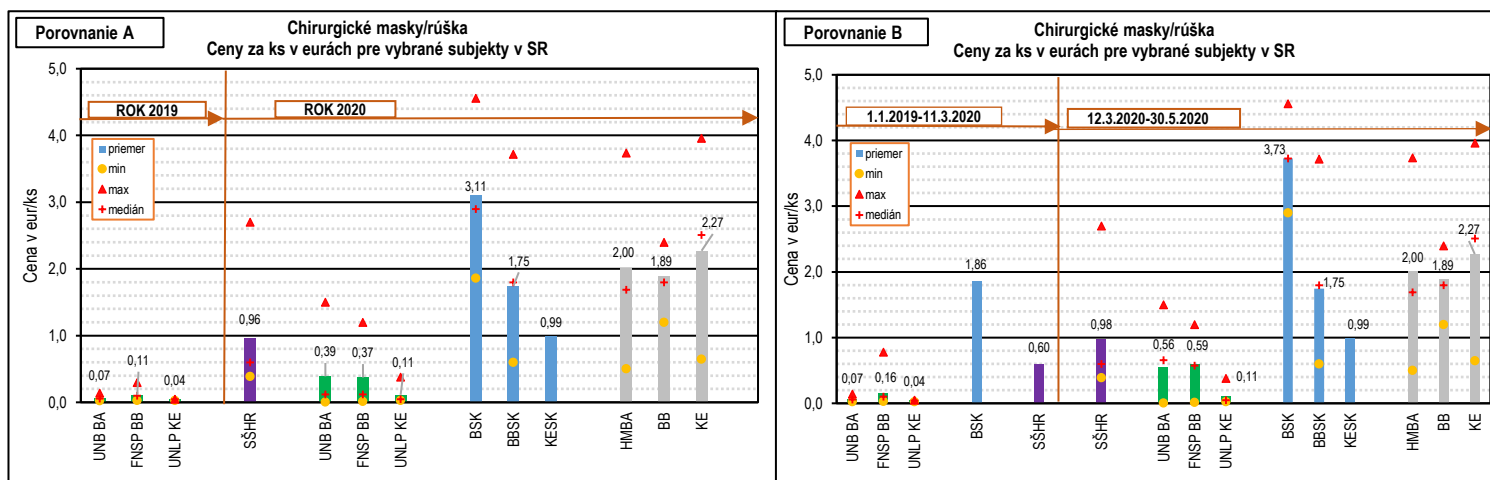 Porovnanie A
Chirurgické masky/rúška
Ceny za ks v eurách pre vybrané subjekty v SR
5,0
4,0
3,0
2,0
1,0
0,0
Cena v eur/ks
ROK 2019
ROK 2020
priemer
min
max
medián
0,07
0,11
0,04
0,96
0,39
0,37
0,11
3,11
1,75
0,99
2,00
1,89
2,27
UNB BA
FNSP BB
UNLP KE
SŠHR
UNB BA
FNSP BB
UNLP KE
BSK
BBSK
KESK
HMBA
BB
KE
Porovnanie B
Chirurgické masky/rúška
Ceny za ks v eurách pre vybrané subjekty v SR
5,0
4,0
3,0
2,0
1,0
0,0
Cena v eur/ks
1.1.2019-11.3.2020
12.3.2020-30.5.2020
priemer
min
max
medián
0,07
0,16
0,04
1,86
0,60
0,98
0,56
0,59
0,11
3,73
1,75
0,99
2,00
1,89
2,27
UNB BA
FNSP BB
UNLP KE
BSK
SŠHR
SŠHR
UNB BA
FNSP BB
UNLP KE
BSK
BBSK
KESK
HMBA
BB
KE